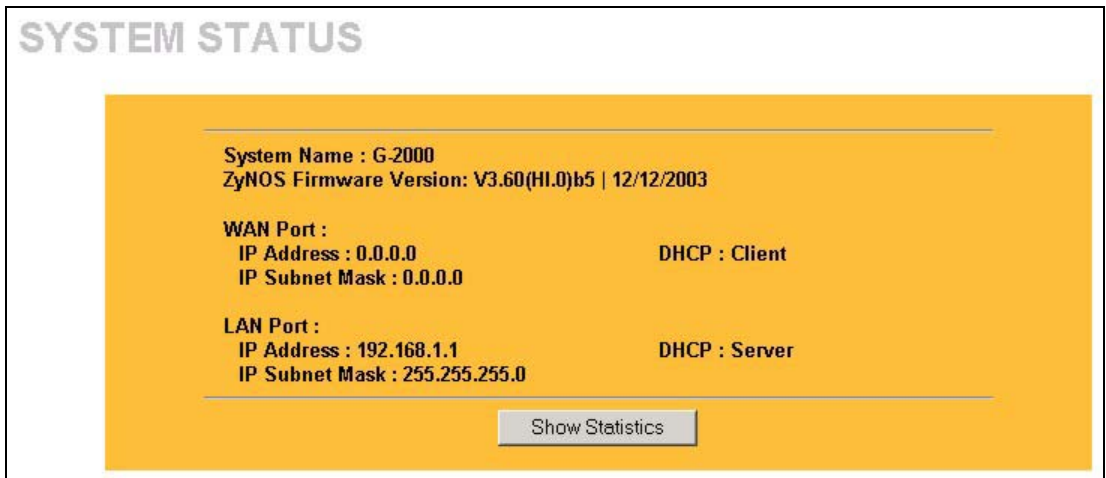 SYSTEM STATUS
System Name : G-2000
ZyNOS Firmware Version: V3.60(HI.0)b5 | 12/12/2003
WAN Port :
IP Address : 0.0.0.0 DHCP : Client
IP Subnet Mask : 0.0.0.0
LAN Port :
IP Address : 192.168.1.1 DHCP : Server
IP Subnet Mask : 255.255.255.0
Show Statistics